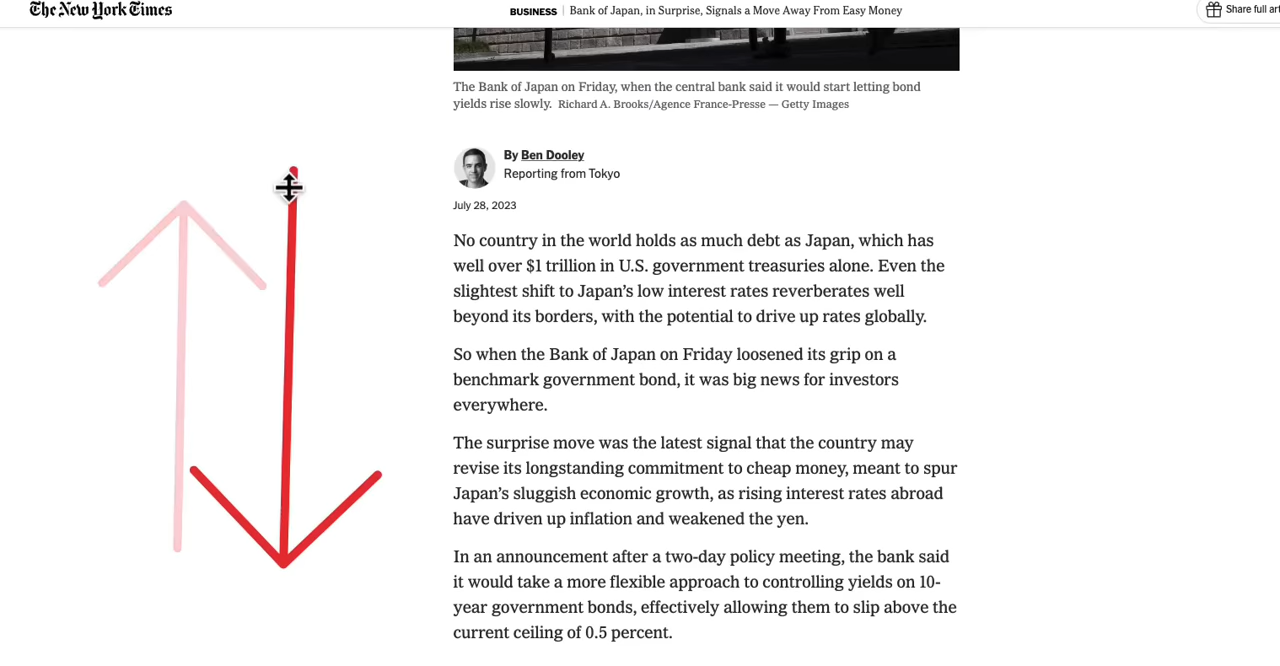 The New York Times
BUSINESS | Bank of Japan, in Surprise, Signals a Move Away From Easy Money
Share full art
The Bank of Japan on Friday, when the central bank said it would start letting bond
yields rise slowly. Richard A. Brooks/Agence France-Presse — Getty Images
By Ben Dooley
Reporting from Tokyo
July 28, 2023
No country in the world holds as much debt as Japan, which has
well over $1 trillion in U.S. government treasuries alone. Even the
slightest shift to Japan’s low interest rates reverberates well
beyond its borders, with the potential to drive up rates globally.
So when the Bank of Japan on Friday loosened its grip on a
benchmark government bond, it was big news for investors
everywhere.
The surprise move was the latest signal that the country may
revise its longstanding commitment to cheap money, meant to spur
Japan’s sluggish economic growth, as rising interest rates abroad
have driven up inflation and weakened the yen.
In an announcement after a two-day policy meeting, the bank said
it would take a more flexible approach to controlling yields on 10-
year government bonds, effectively allowing them to slip above the
current ceiling of 0.5 percent.